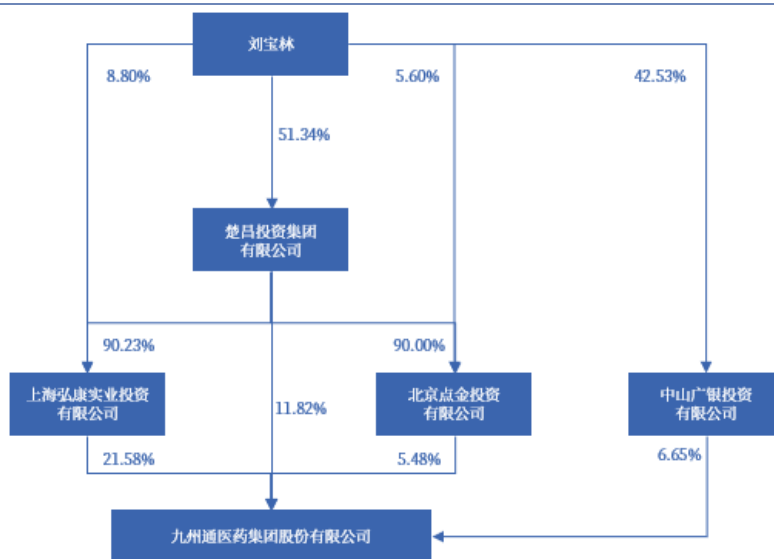 刘宝林
8.80%
5.60%
42.53%
51.34%
楚昌投资集团
有限公司
90.23%
90.00%
上海弘康实业投资
有限公司
11.82%
北京点金投资
有限公司
中山广银投资
有限公司
21.58%
5.48%
6.65%
九州通医药集团股份有限公司